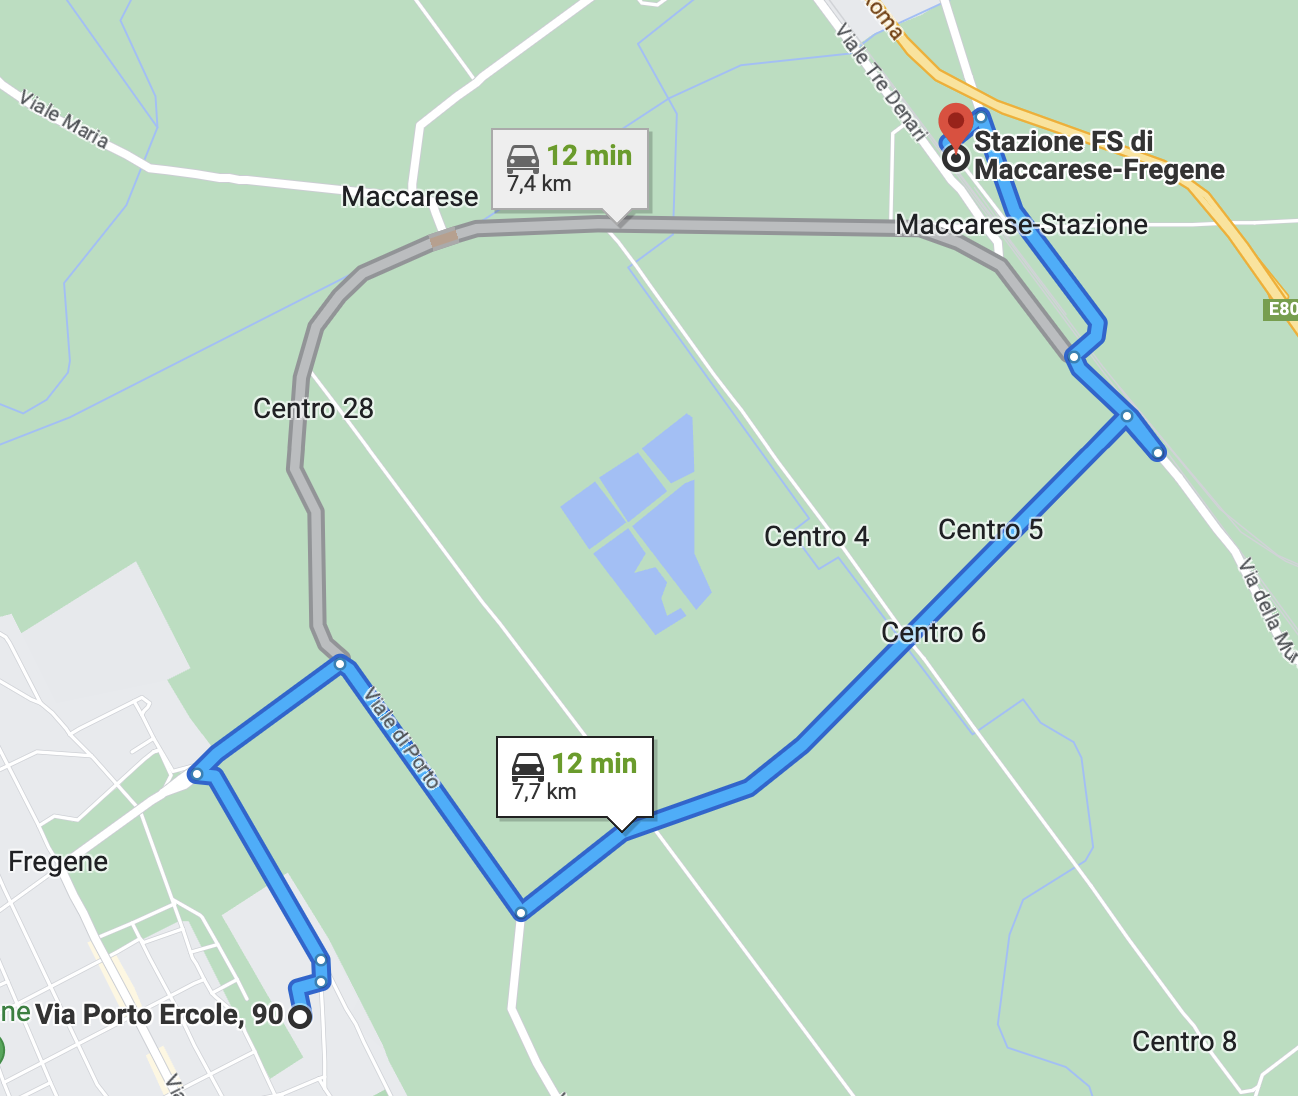 Roma
Viale Tre Denari
Viale Maria
12 min
7,4 km
Stazione FS di
Maccarese-Fregene
Maccarese
Maccarese-Stazione
E80
Centro 28
Centro 4
Centro 5
Centro 6
Via della Mu
Viale di Porto
12 min
7,7 km
Fregene
ne
Via Porto Ercole, 90
Centro 8
Via